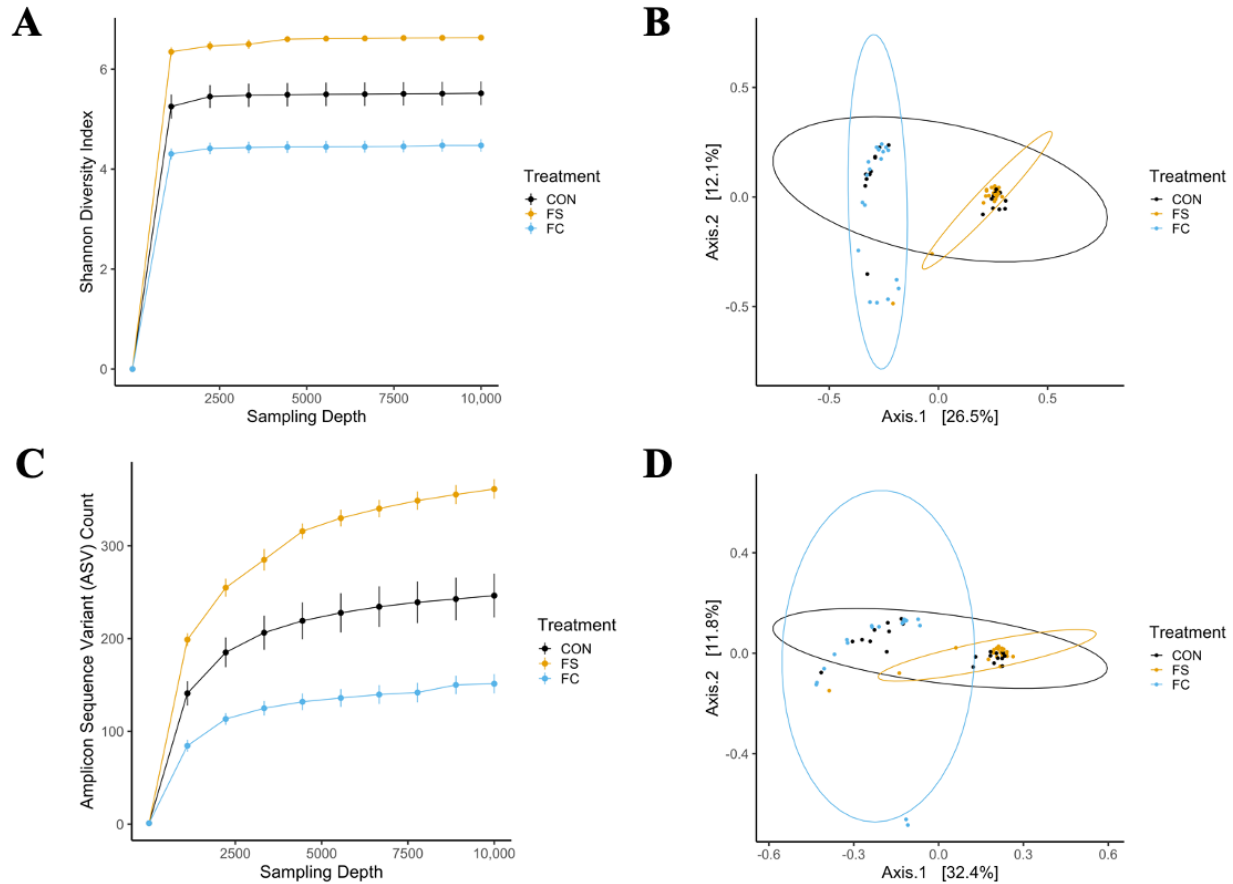 A
Shannon Diversity Index
6
4
2
0
2500
5000
7500
10,000
Sampling Depth
Treatment
CON
FS
FC
B
Axis.2 [12.1%]
0.5
0.0
-0.5
-0.5
0.0
0.5
Axis.1 [26.5%]
Treatment
CON
FS
FC
C
Amplicon Sequence Variant (ASV) Count
300
200
100
0
2500
5000
7500
10,000
Sampling Depth
Treatment
CON
FS
FC
D
Axis.2 [11.8%]
0.4
0.0
-0.4
-0.6
-0.3
0.0
0.3
0.6
Axis.1 [32.4%]
Treatment
CON
FS
FC